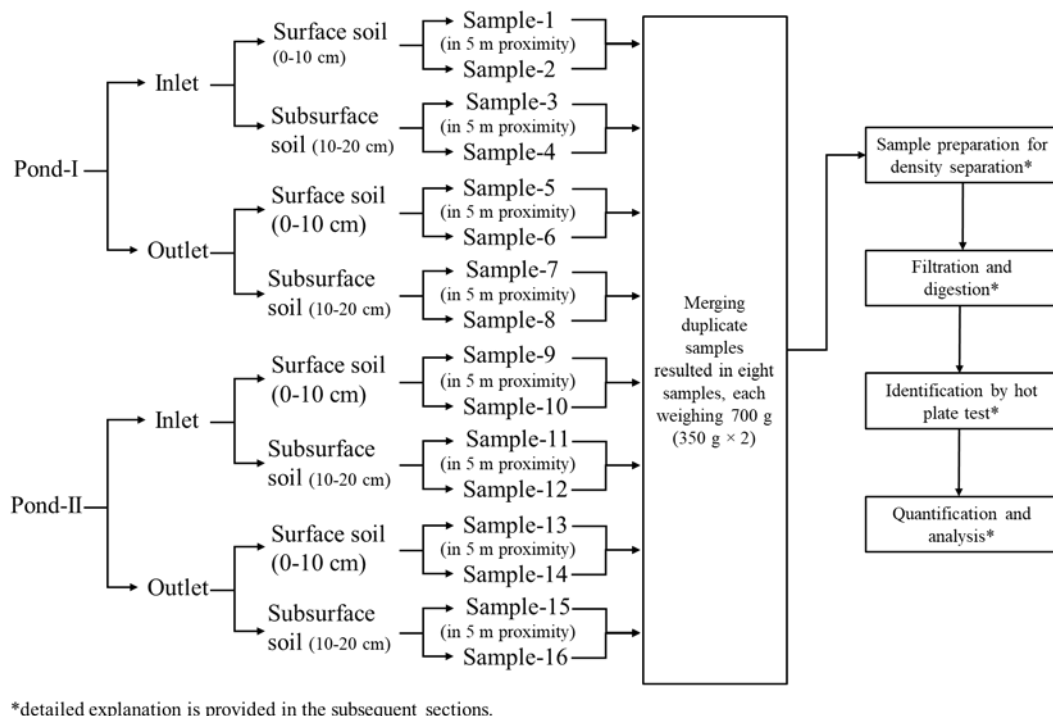 Pond-I
Inlet
Surface soil
(0-10 cm)
Sample-1
(in 5 m proximity)
Sample-2
Subsurface
soil (10-20 cm)
Sample-3
(in 5 m proximity)
Sample-4
Outlet
Surface soil
(0-10 cm)
Sample-5
(in 5 m proximity)
Sample-6
Subsurface
soil (10-20 cm)
Sample-7
(in 5 m proximity)
Sample-8
Pond-II
Inlet
Surface soil
(0-10 cm)
Sample-9
(in 5 m proximity)
Sample-10
Subsurface
soil (10-20 cm)
Sample-11
(in 5 m proximity)
Sample-12
Outlet
Surface soil
(0-10 cm)
Sample-13
(in 5 m proximity)
Sample-14
Subsurface
soil (10-20 cm)
Sample-15
(in 5 m proximity)
Sample-16
Merging
duplicate
samples
resulted in eight
samples, each
weighing 700 g
(350 g × 2)
Sample preparation for
density separation*
Filtration and
digestion*
Identification by hot
plate test*
Quantification and
analysis*
*detailed explanation is provided in the subsequent sections.